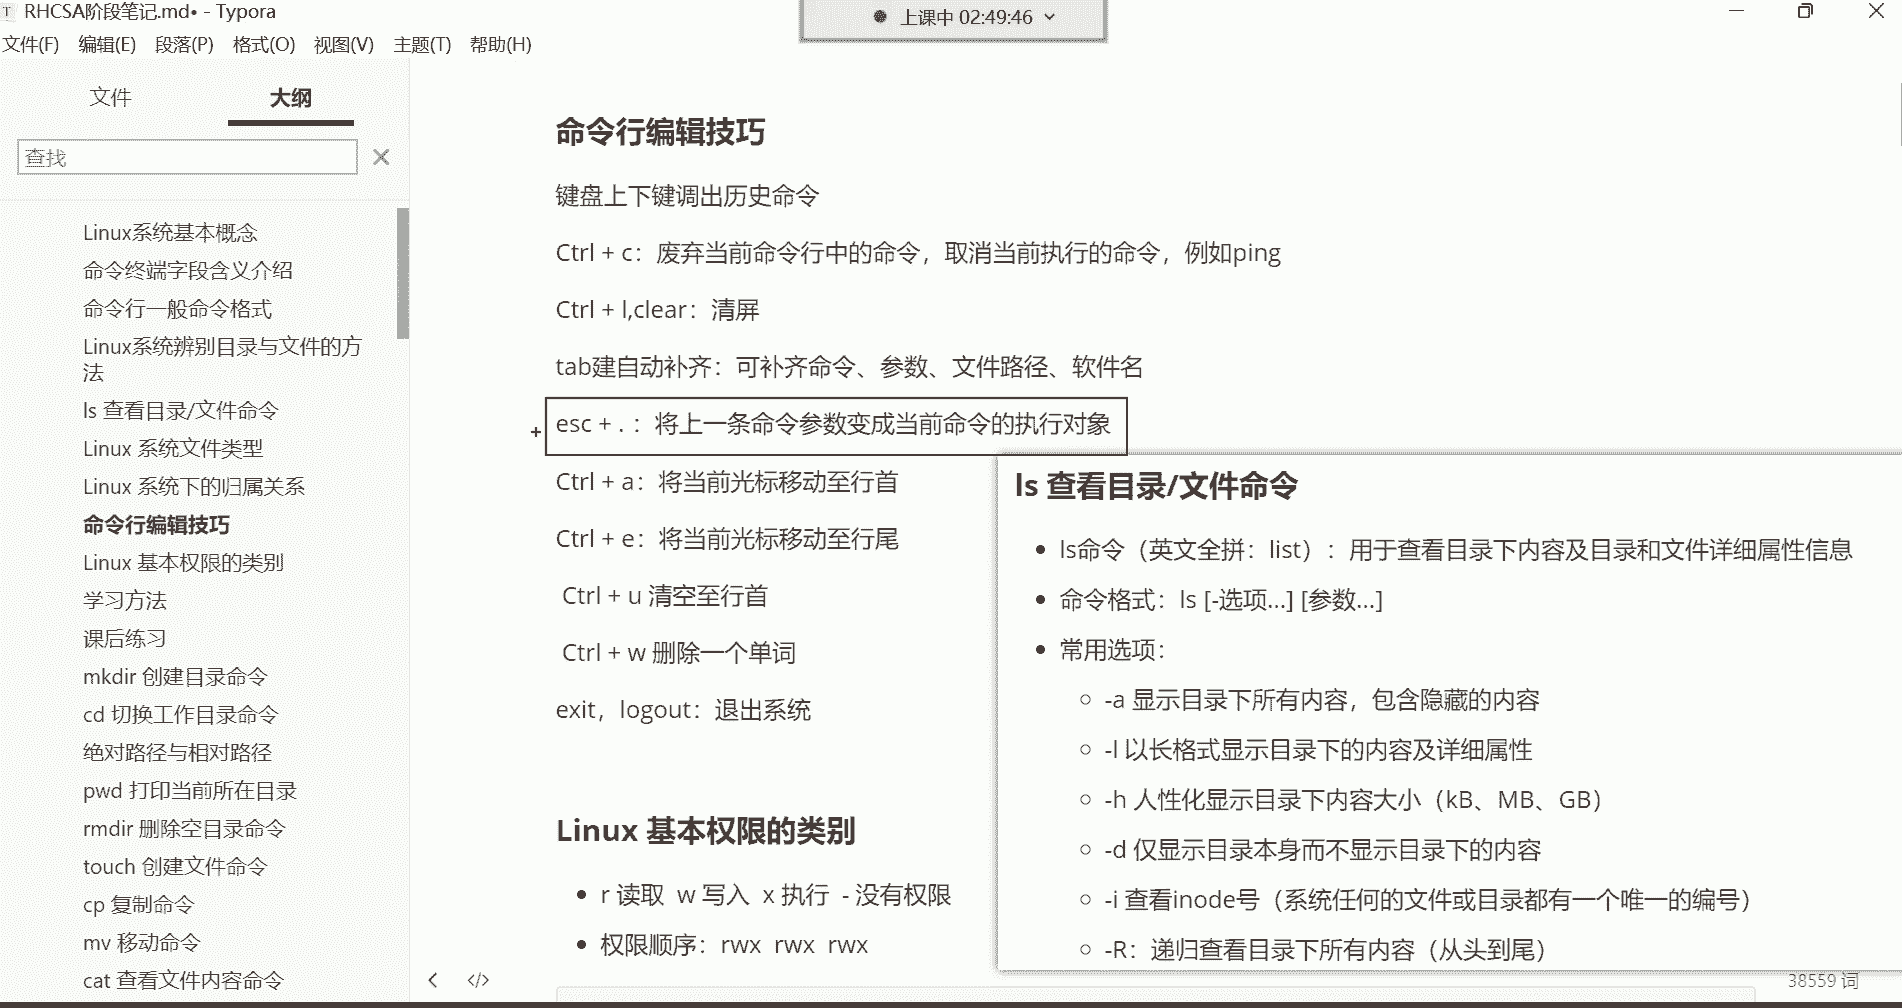 RHCSA阶段笔记.md• - Typora
上课中 02:49:46
文件(F) 编辑(E) 段落(P) 格式(O) 视图(V) 主题(T) 帮助(H)
文件 大纲
查找
Linux系统基本概念
命令终端字段含义介绍
命令行一般命令格式
Linux系统辨别目录与文件的方
法
ls 查看目录/文件命令
Linux 系统文件类型
Linux 系统下的归属关系
命令行编辑技巧
Linux 基本权限的类别
学习方法
课后练习
mkdir 创建目录命令
cd 切换工作目录命令
绝对路径与相对路径
pwd 打印当前所在目录
rmdir 删除空目录命令
touch 创建文件命令
cp 复制命令
mv 移动命令
cat 查看文件内容命令
命令行编辑技巧
键盘上下键调出历史命令
Ctrl + c：废弃当前命令行中的命令，取消当前执行的命令，例如ping
Ctrl + l,clear：清屏
tab建自动补齐：可补齐命令、参数、文件路径、软件名
esc + . ：将上一条命令参数变成当前命令的执行对象
Ctrl + a：将当前光标移动至行首
Ctrl + e：将当前光标移动至行尾
Ctrl + u 清空至行首
Ctrl + w 删除一个单词
exit，logout：退出系统
Linux 基本权限的类别
• r 读取 w 写入 x 执行 - 没有权限
• 权限顺序：rwx rwx rwx
ls 查看目录/文件命令
• ls命令（英文全拼：list）：用于查看目录下内容及目录和文件详细属性信息
• 命令格式：ls [-选项...] [参数...]
• 常用选项：
◦ -a 显示目录下所有内容，包含隐藏的内容
◦ -l 以长格式显示目录下的内容及详细属性
◦ -h 人性化显示目录下内容大小（kB、MB、GB）
◦ -d 仅显示目录本身而不显示目录下的内容
◦ -i 查看inode号（系统任何的文件或目录都有一个唯一的编号）
◦ -R：递归查看目录下所有内容（从头到尾）
38559 词